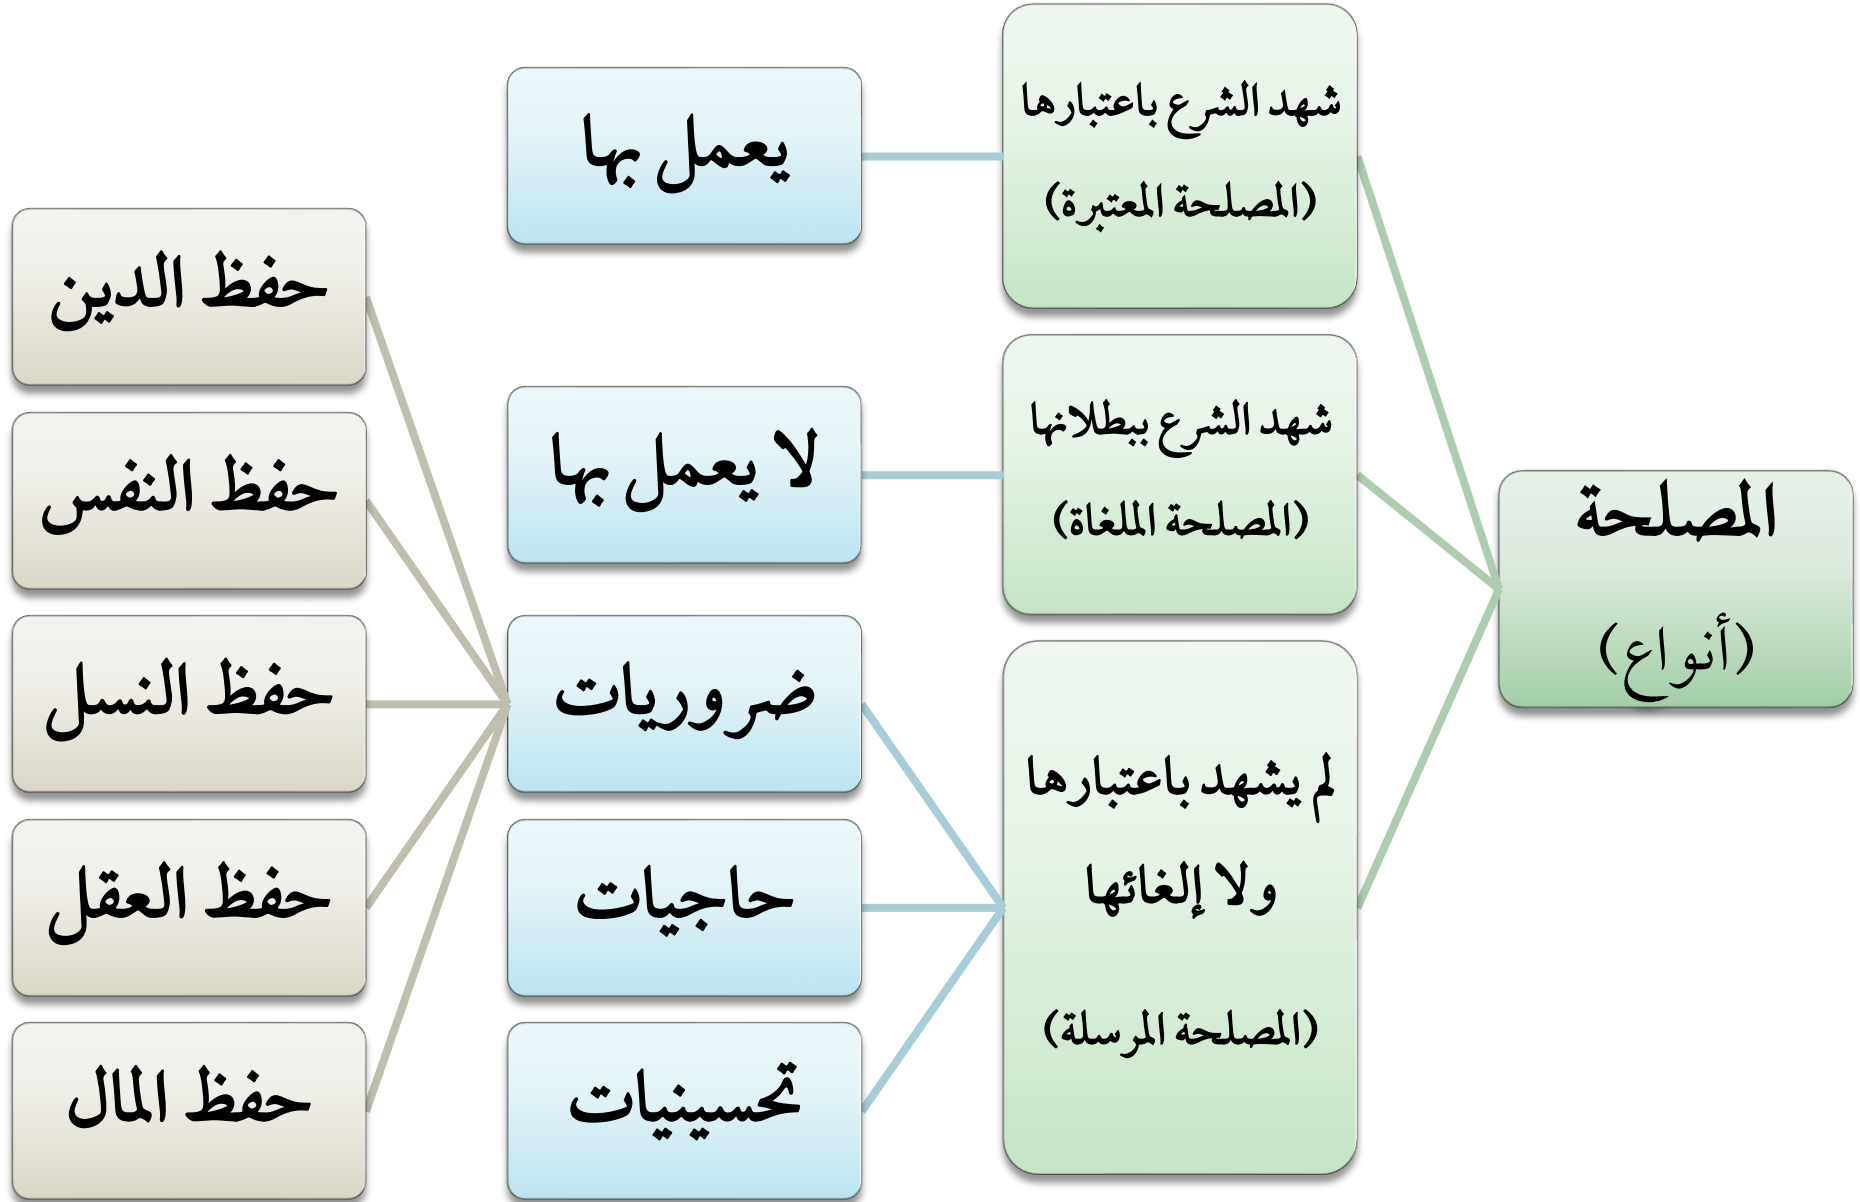 المصلحة
(أنواع)
شهد الشرع باعتبارها
(المصلحة المعتبرة)
يعمل بها
شهد الشرع ببطلانها
(المصلحة الملغاة)
لا يعمل بها
لم يشهد باعتبارها
ولا إلغائها
(المصلحة المرسلة)
ضروريات
حاجيات
تحسينيات
حفظ الدين
حفظ النفس
حفظ النسل
حفظ العقل
حفظ المال